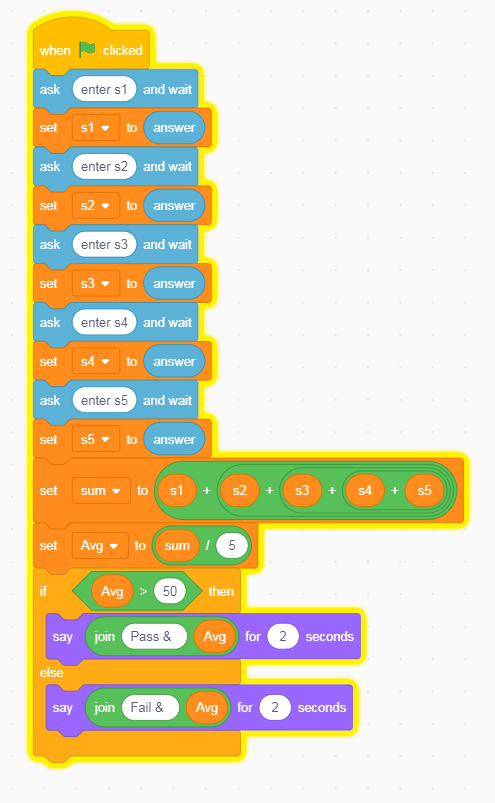 when clicked
ask enter s1 and wait
set s1 to answer
ask enter s2 and wait
set s2 to answer
ask enter s3 and wait
set s3 to answer
ask enter s4 and wait
set s4 to answer
ask enter s5 and wait
set s5 to answer
set sum to s1 + s2 + s3 + s4 + s5
set Avg to sum / 5
if Avg > 50 then
say join Pass & Avg for 2 seconds
else
say join Fail & Avg for 2 seconds